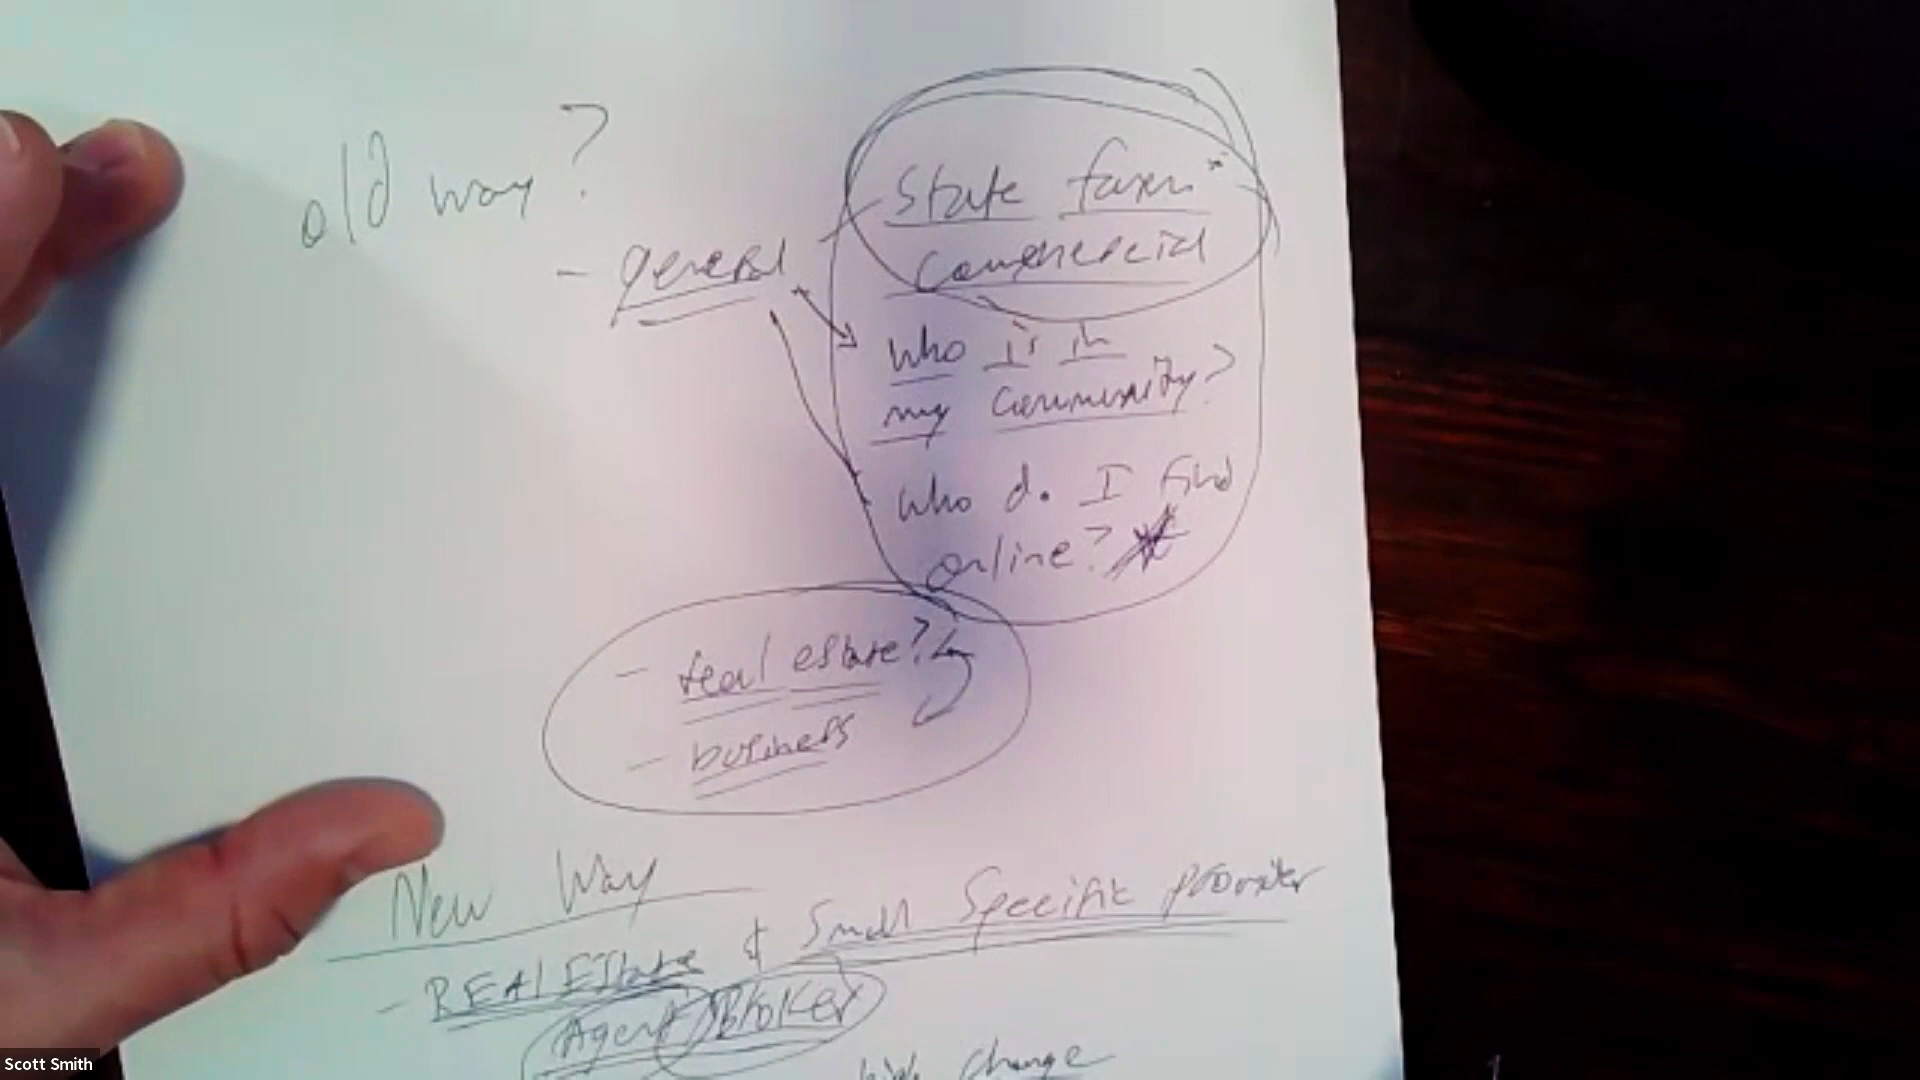 old way?
- general
State farm
commercial
who is in
my community?
who do I find
online?
- real estate?
- business
New Way
- REAl EState & Small Specific provider
Agent Broker
change
Scott Smith